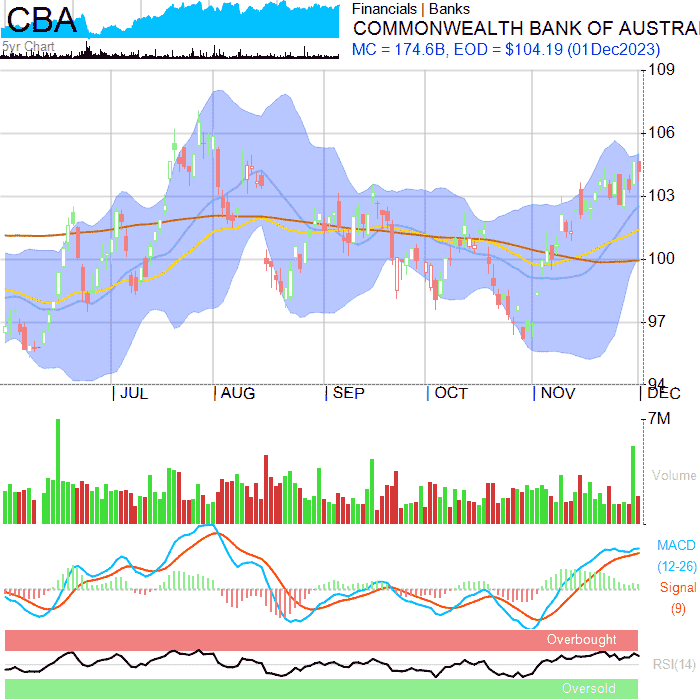 CBA
5yr Chart
Financials | Banks
COMMONWEALTH BANK OF AUSTRA
MC = 174.6B, EOD = $104.19 (01Dec2023)
109
106
103
100
97
94
JUL
AUG
SEP
OCT
NOV
DEC
7M
Volume
MACD
(12-26)
Signal
(9)
Overbought
RSI(14)
Oversold